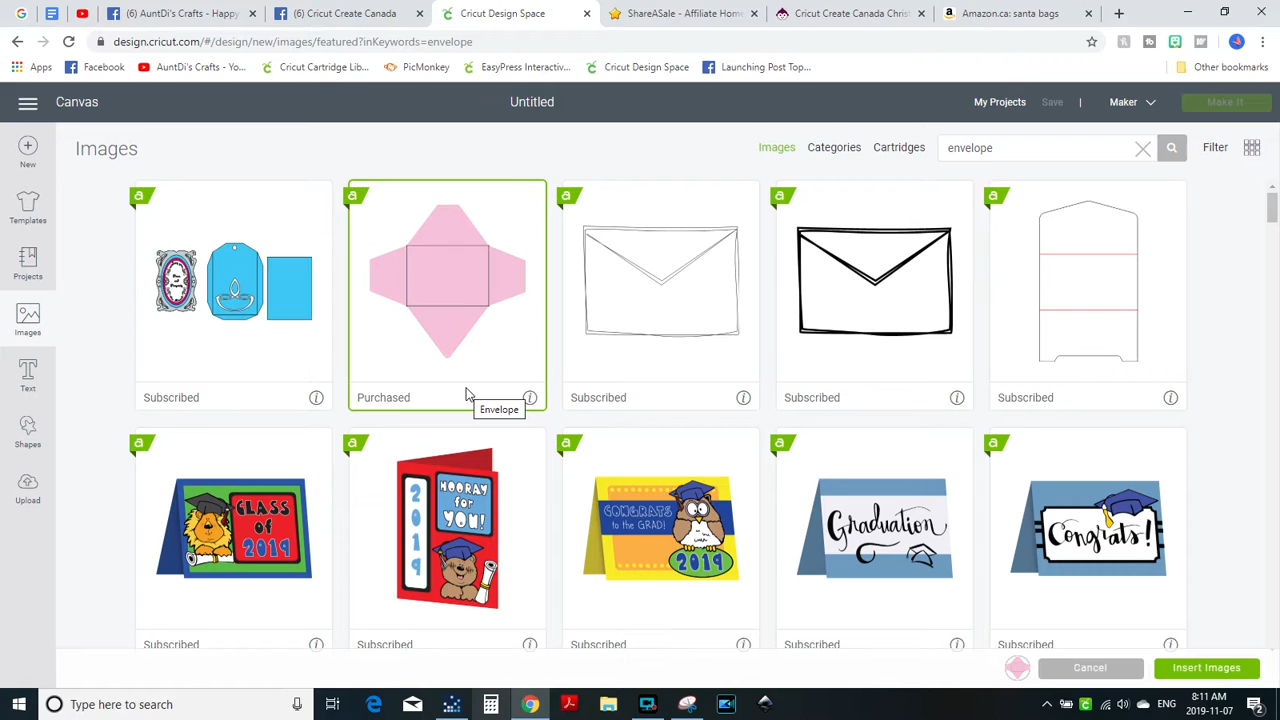 (6) AuntDi's Crafts - Happy
(6) Cricut Create Canada
Cricut Design Space
ShareASale - Affiliate Home
Cricut Create Canada Christ
Amazon.ca: santa bags
design.cricut.com/#/design/new/images/featured?inKeywords=envelope
Apps
Facebook
AuntDi's Crafts - Yo...
Cricut Cartridge Lib...
PicMonkey
EasyPress Interactiv...
Cricut Design Space
Launching Post Top...
Other bookmarks
Canvas
Untitled
My Projects
Save
|
Maker
Make It
New
Templates
Projects
Images
Text
Shapes
Upload
Images
Images
Categories
Cartridges
envelope
Filter
a
a
a
a
a
Subscribed
Purchased
Subscribed
Subscribed
Subscribed
Envelope
a
a
a
a
a
CLASS
OF
2019
2019
HOORAY
for
YOU!
CONGRATS
to the GRAD!
2019
Graduation
Congrats!
Subscribed
Subscribed
Subscribed
Subscribed
Subscribed
Cancel
Insert Images
Type here to search
ENG
8:11 AM
2019-11-07
2